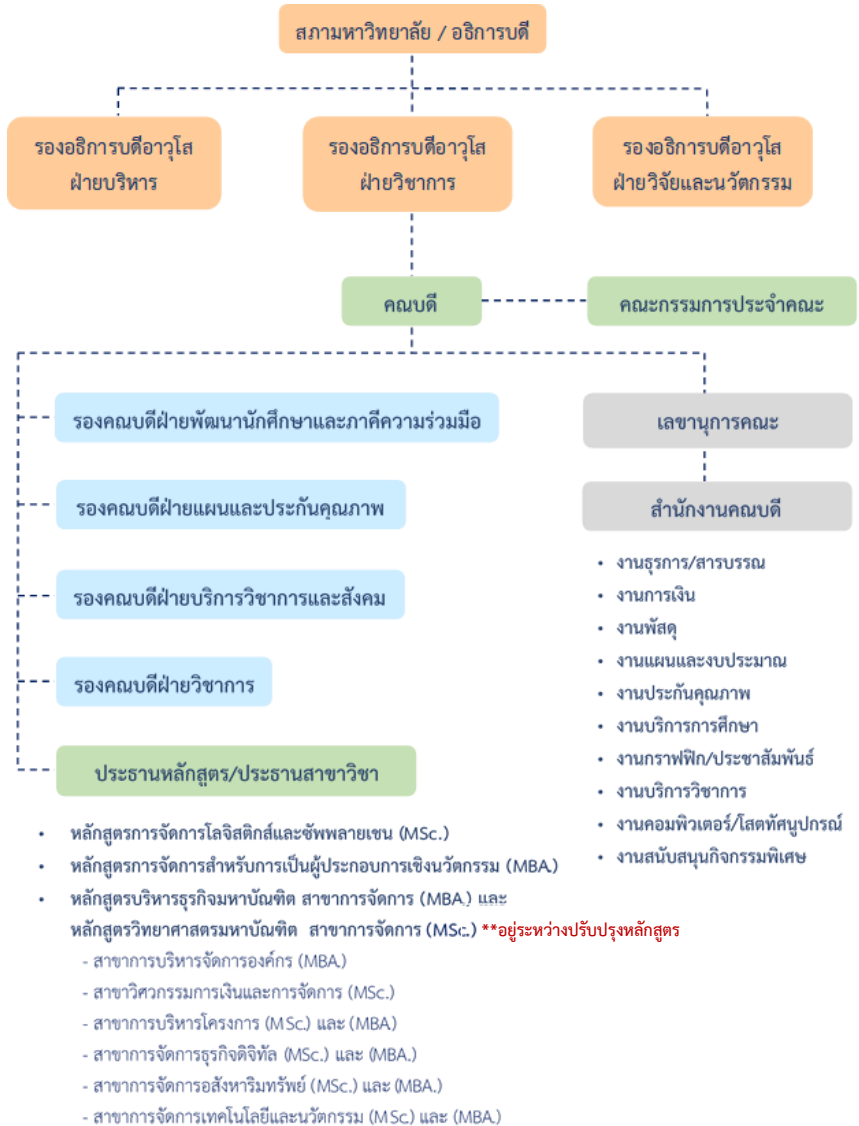 สภามหาวิทยาลัย / อธิการบดี
รองอธิการบดีอาวุโส
ฝ่ายบริหาร
รองอธิการบดีอาวุโส
ฝ่ายวิชาการ
รองอธิการบดีอาวุโส
ฝ่ายวิจัยและนวัตกรรม
คณบดี
คณะกรรมการประจำคณะ
รองคณบดีฝ่ายพัฒนานักศึกษาและภาคีความร่วมมือ
รองคณบดีฝ่ายแผนและประกันคุณภาพ
รองคณบดีฝ่ายบริการวิชาการและสังคม
รองคณบดีฝ่ายวิชาการ
ประธานหลักสูตร/ประธานสาขาวิชา
เลขานุการคณะ
สำนักงานคณบดี
• งานธุรการ/สารบรรณ
• งานการเงิน
• งานพัสดุ
• งานแผนและงบประมาณ
• งานประกันคุณภาพ
• งานบริการการศึกษา
• งานกราฟฟิก/ประชาสัมพันธ์
• งานบริการวิชาการ
• งานคอมพิวเตอร์/โสตทัศนูปกรณ์
• งานสนับสนุนกิจกรรมพิเศษ
• หลักสูตรการจัดการโลจิสติกส์และซัพพลายเชน (MSc.)
• หลักสูตรการจัดการสำหรับการเป็นผู้ประกอบการเชิงนวัตกรรม (MBA.)
• หลักสูตรบริหารธุรกิจมหาบัณฑิต สาขาการจัดการ (MBA.) และ
หลักสูตรวิทยาศาสตรมหาบัณฑิต สาขาการจัดการ (MSc.) **อยู่ระหว่างปรับปรุงหลักสูตร
- สาขาการบริหารจัดการองค์กร (MBA.)
- สาขาวิศวกรรมการเงินและการจัดการ (MSc.)
- สาขาการบริหารโครงการ (MSc.) และ (MBA.)
- สาขาการจัดการธุรกิจดิจิทัล (MSc.) และ (MBA.)
- สาขาการจัดการอสังหาริมทรัพย์ (MSc.) และ (MBA.)
- สาขาการจัดการเทคโนโลยีและนวัตกรรม (MSc.) และ (MBA.)